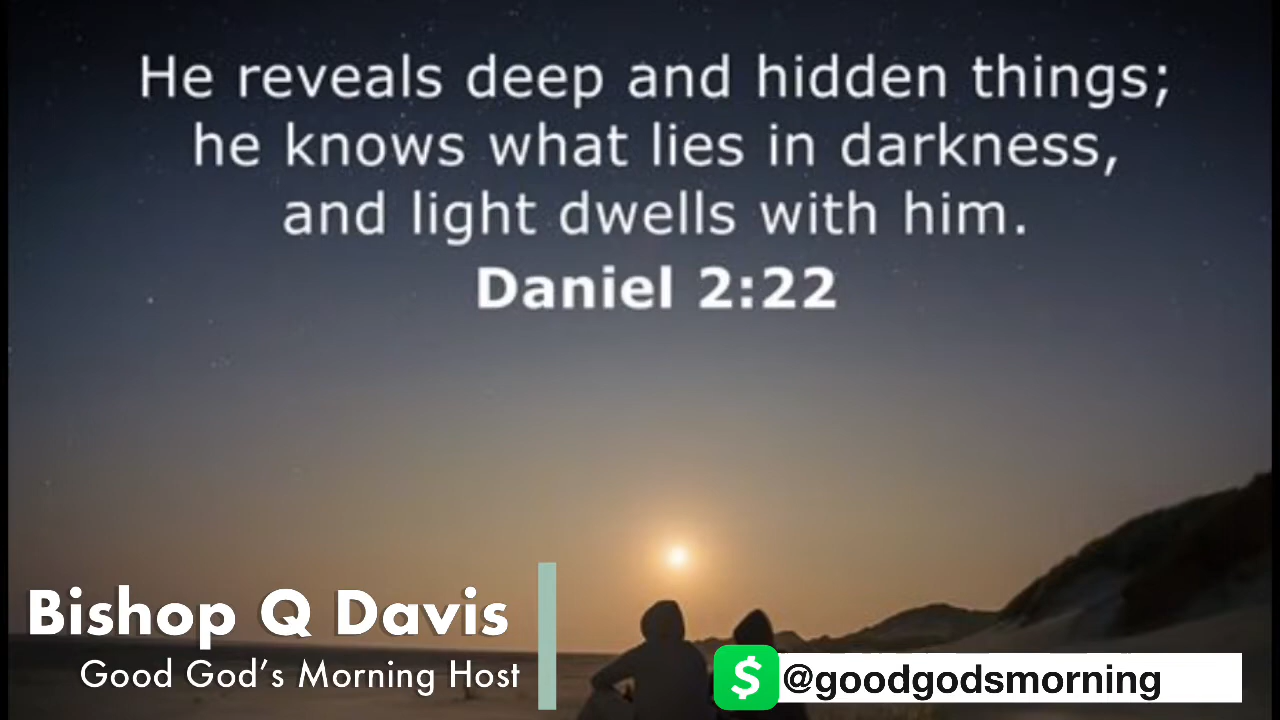 He reveals deep and hidden things;
he knows what lies in darkness,
and light dwells with him.
Daniel 2:22
Bishop Q Davis
Good God's Morning Host
$ @goodgodsmorning